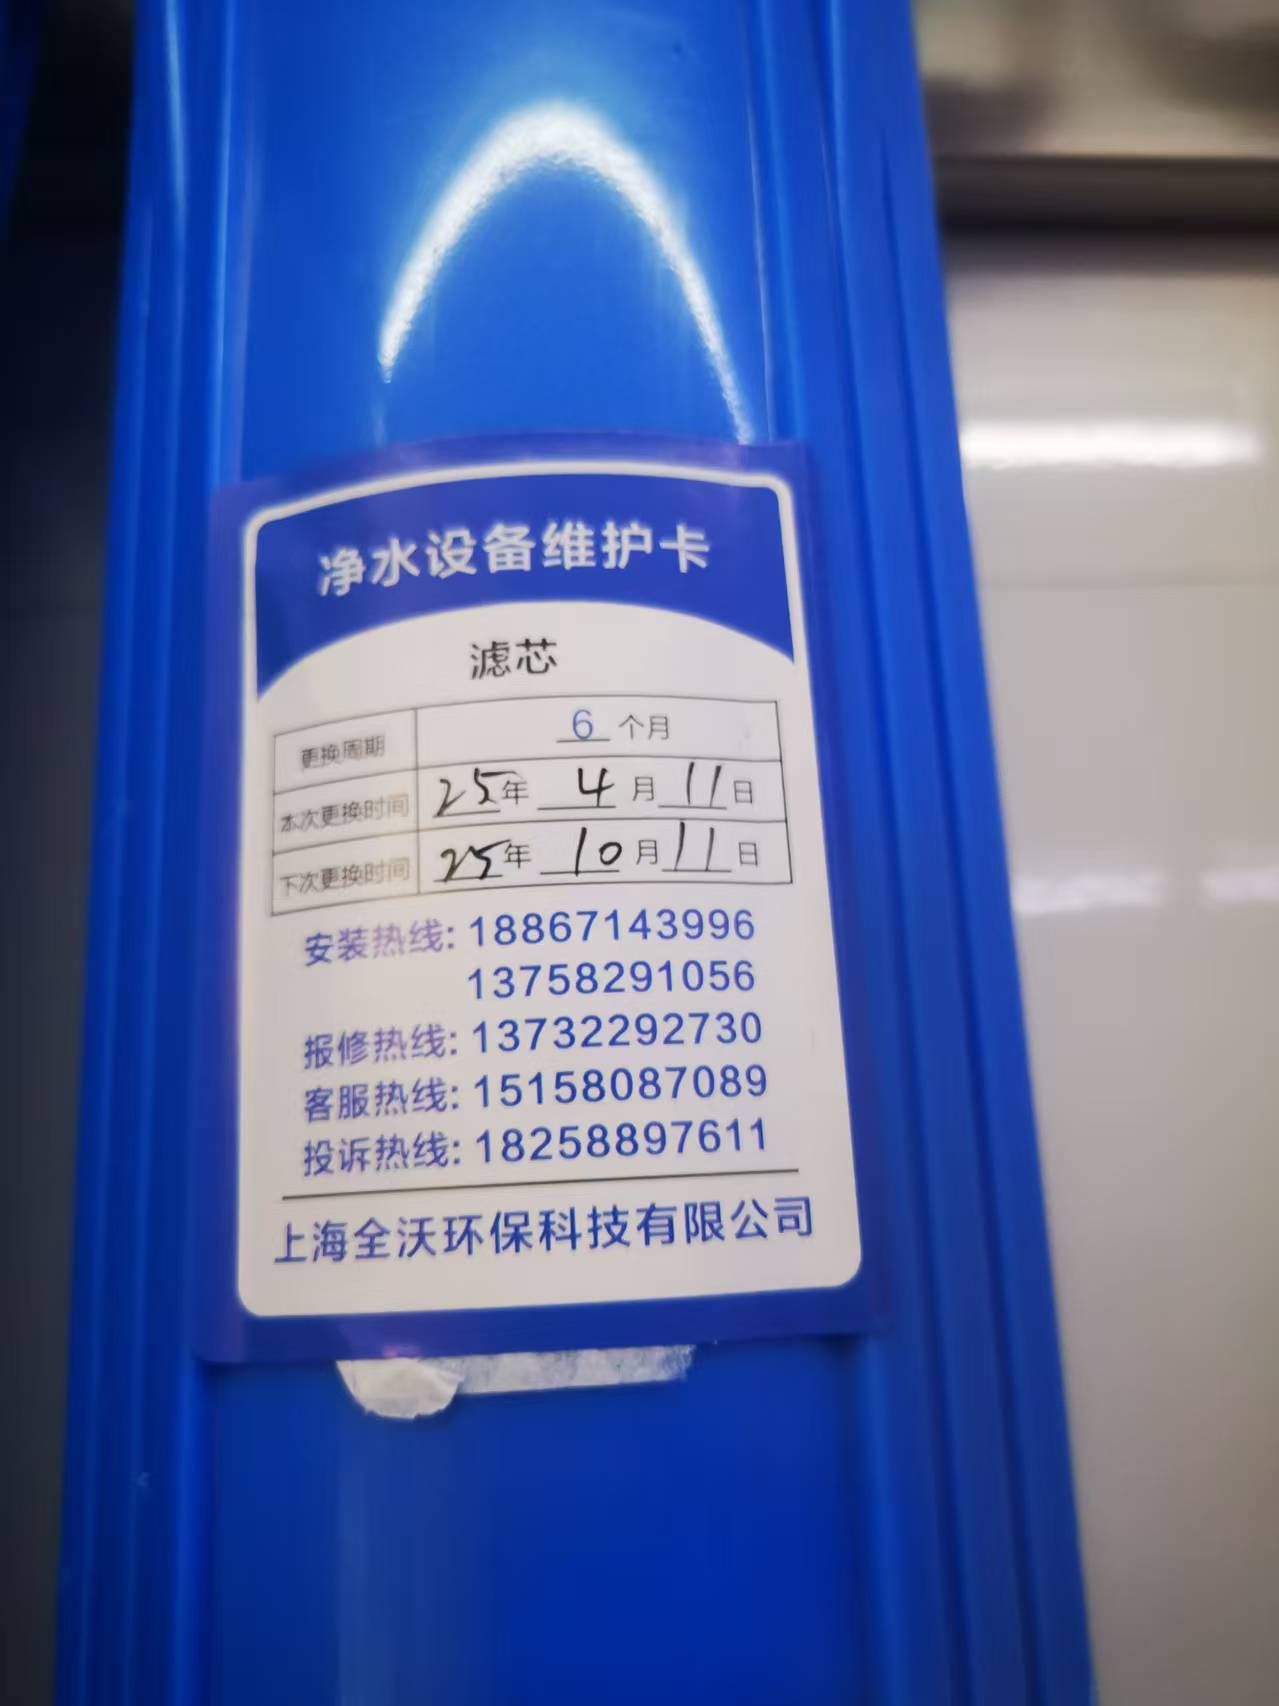 净水设备维护卡
滤芯
更换周期 6 个月
本次更换时间 25年 4月11日
下次更换时间 25年 10月11日
安装热线: 18867143996
13758291056
报修热线: 13732292730
客服热线: 15158087089
投诉热线: 18258897611
上海全沃环保科技有限公司